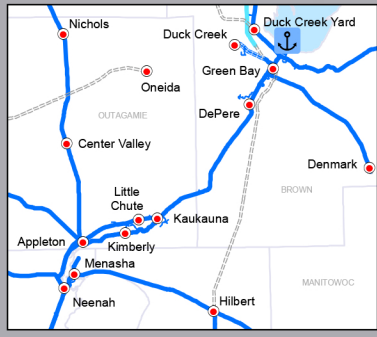 Nichols
Duck Creek Yard
Duck Creek
Green Bay
Oneida
OUTAGAMIE
DePere
Center Valley
Denmark
BROWN
Little
Chute
Kaukauna
Appleton
Kimberly
Menasha
MANITOWOC
Neenah
Hilbert